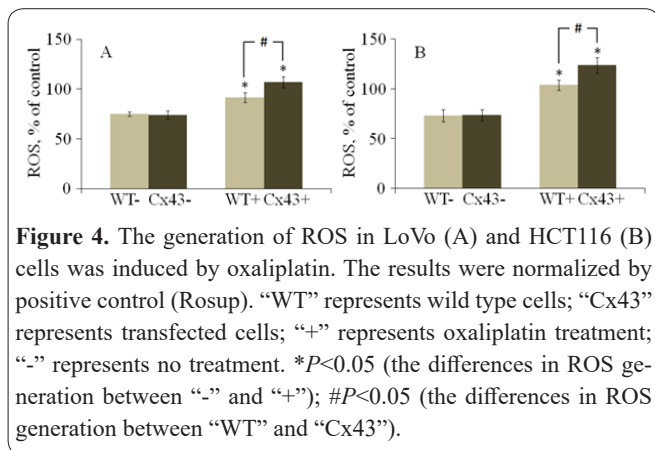 150
A
#
*
*
100
50
0
ROS, % of control
WT- Cx43-
WT+ Cx43+
150
B
#
*
*
100
50
0
ROS, % of control
WT- Cx43-
WT+ Cx43+
Figure 4. The generation of ROS in LoVo (A) and HCT116 (B)
cells was induced by oxaliplatin. The results were normalized by
positive control (Rosup). “WT” represents wild type cells; “Cx43”
represents transfected cells; “+” represents oxaliplatin treatment;
“-” represents no treatment. *P<0.05 (the differences in ROS ge-
neration between “-” and “+”); #P<0.05 (the differences in ROS
generation between “WT” and “Cx43”).